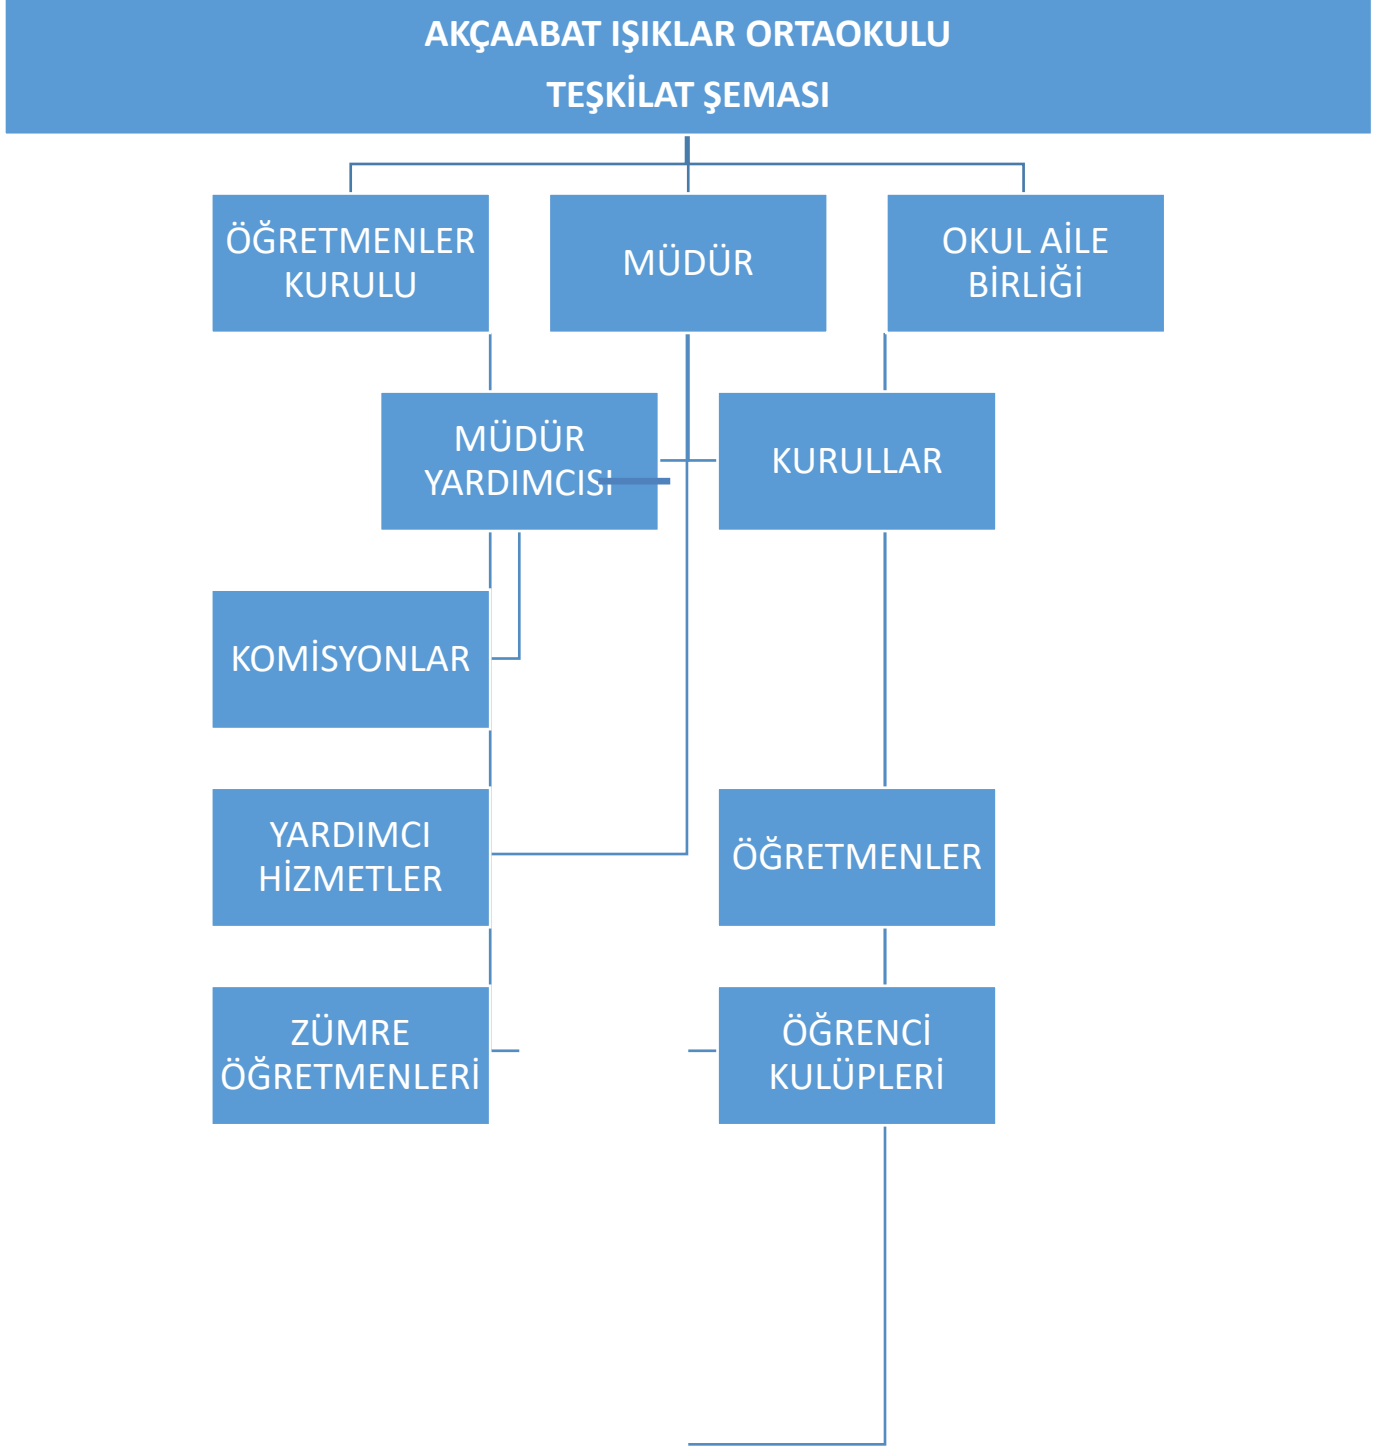 AKÇAABAT IŞIKLAR ORTAOKULU
TEŞKİLAT ŞEMASI
ÖĞRETMENLER
KURULU
MÜDÜR
OKUL AİLE
BİRLİĞİ
MÜDÜR
YARDIMCISI
KURULLAR
KOMİSYONLAR
YARDIMCI
HİZMETLER
ÖĞRETMENLER
ZÜMRE
ÖĞRETMENLERİ
ÖĞRENCİ
KULÜPLERİ